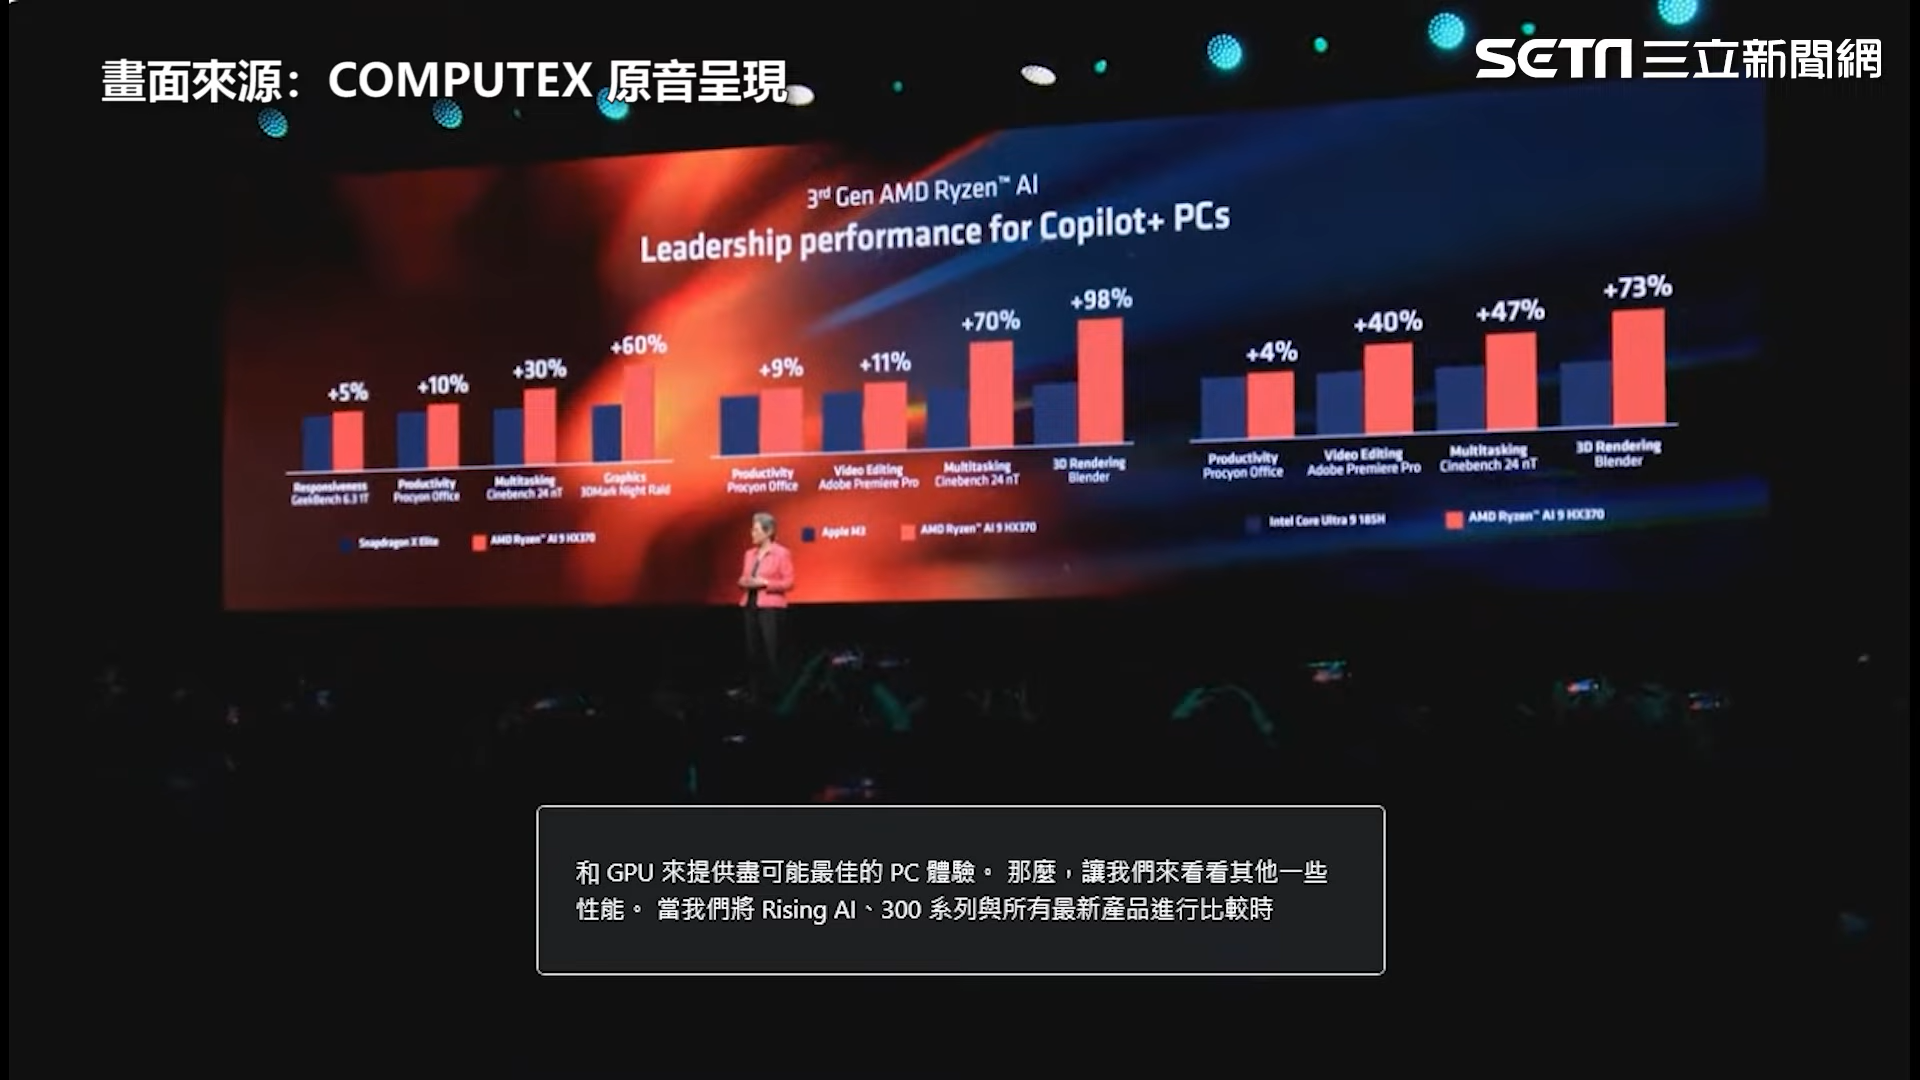 畫面來源：COMPUTEX 原音呈現
SETN三立新聞網
3rd Gen AMD Ryzen™ AI
Leadership performance for Copilot+ PCs
+5%
+10%
+30%
+60%
Responsiveness
GeekBench 6.3 1T
Productivity
Procyon Office
Multitasking
Cinebench 24 nT
Graphics
3DMark Night Raid
Snapdragon X Elite
AMD Ryzen™ AI 9 HX370
+9%
+11%
+70%
+98%
Productivity
Procyon Office
Video Editing
Adobe Premiere Pro
Multitasking
Cinebench 24 nT
3D Rendering
Blender
Apple M3
AMD Ryzen™ AI 9 HX370
+4%
+40%
+47%
+73%
Productivity
Procyon Office
Video Editing
Adobe Premiere Pro
Multitasking
Cinebench 24 nT
3D Rendering
Blender
Intel Core Ultra 9 185H
AMD Ryzen™ AI 9 HX370
和 GPU 來提供盡可能最佳的 PC 體驗。 那麼，讓我們來看看其他一些
性能。 當我們將 Rising AI、300 系列與所有最新產品進行比較時